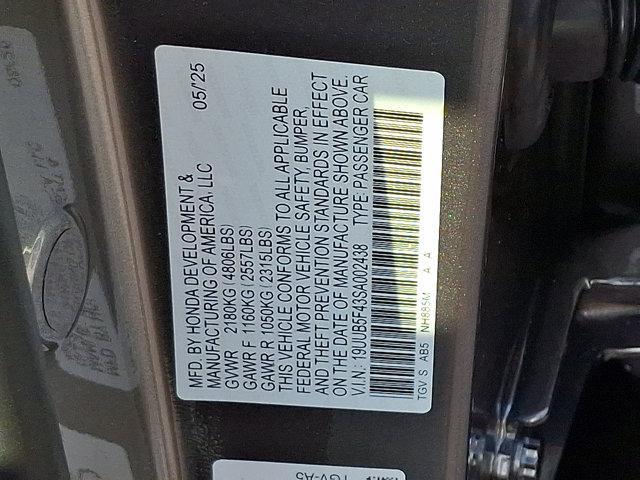 MFD. BY HONDA DEVELOPMENT & 05/'25
MANUFACTURING OF AMERICA, LLC
GVWR 2180KG (4806LBS)
GAWR F 1160KG (2557LBS)
GAWR R 1050KG (2315LBS)
THIS VEHICLE CONFORMS TO ALL APPLICABLE
FEDERAL MOTOR VEHICLE SAFETY, BUMPER,
AND THEFT PREVENTION STANDARDS IN EFFECT
ON THE DATE OF MANUFACTURE SHOWN ABOVE.
V.I.N.: 19UUB6F43SA002438 TYPE: PASSENGER CAR
TGV S AB5 NH885M A A
TGV-A5